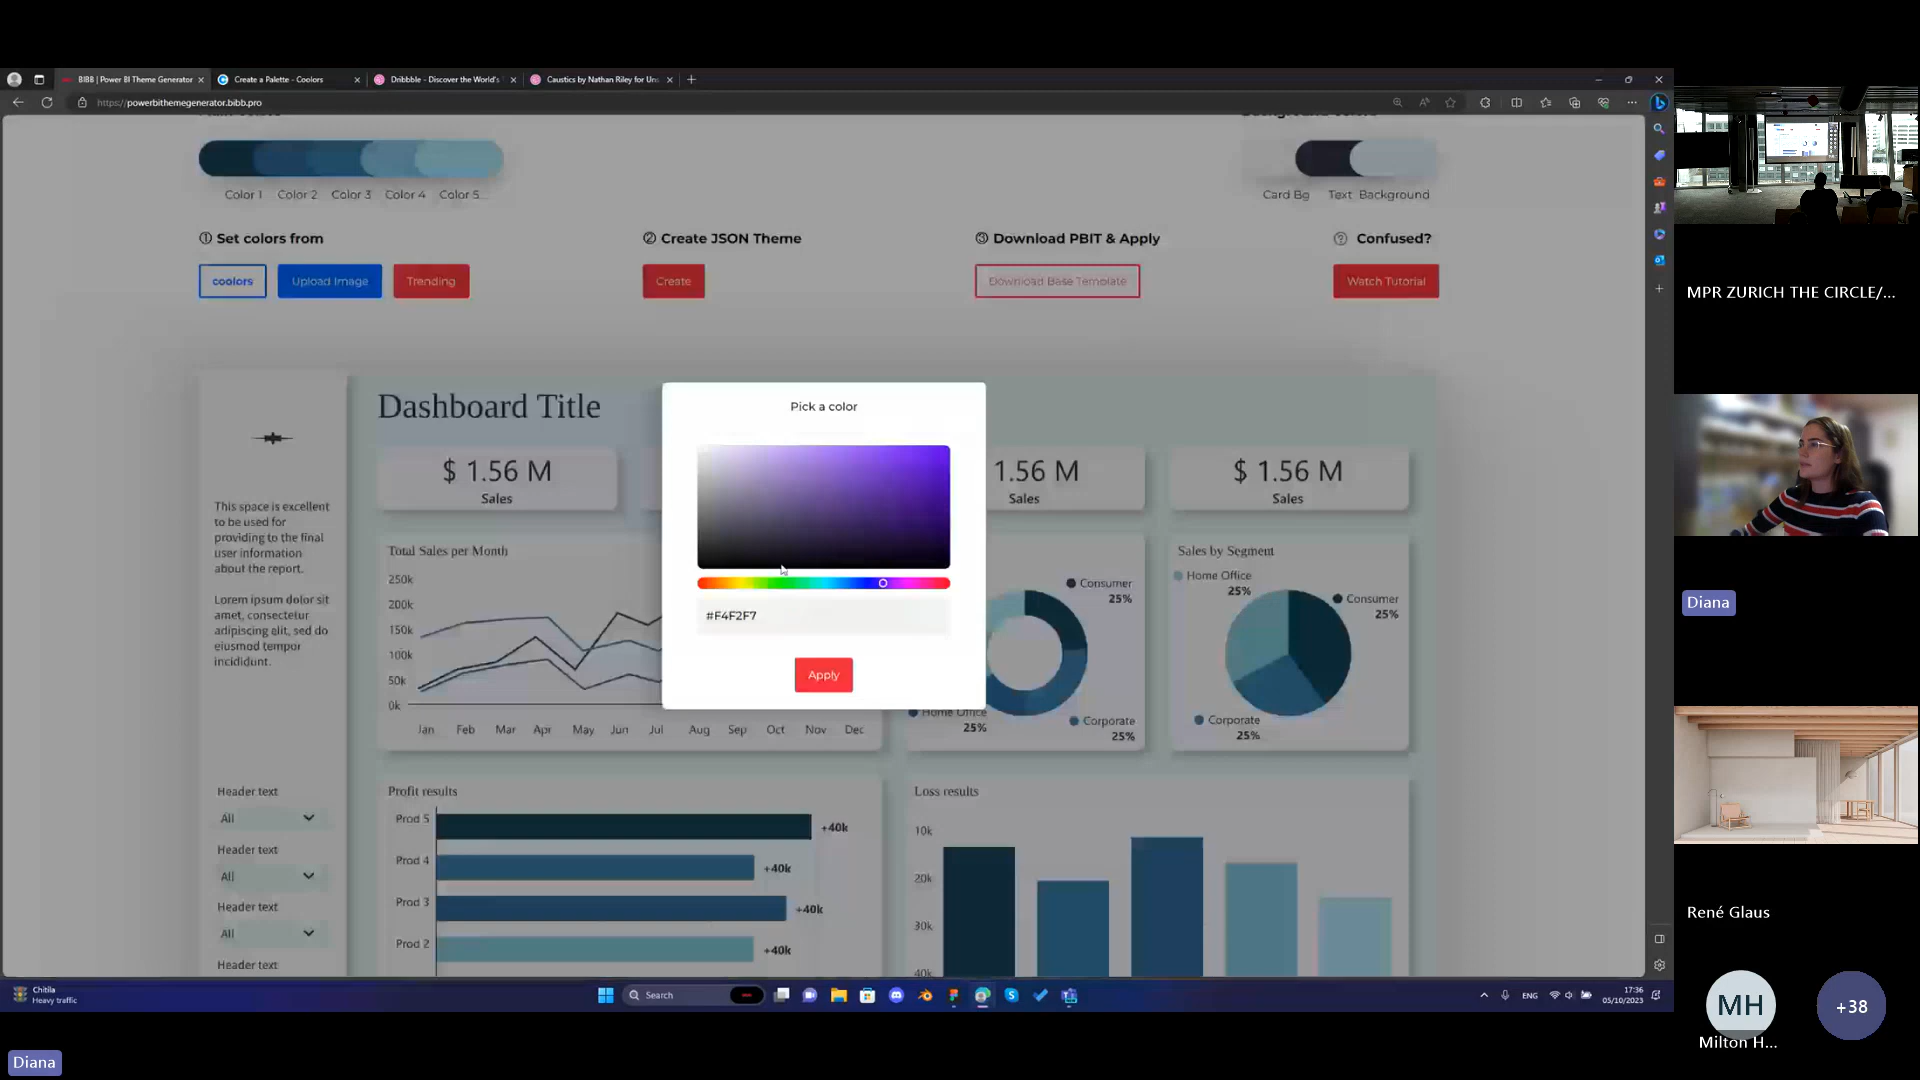 BIBB | Power BI Theme Generator
Create a Palette - Coolors
Dribbble - Discover the World's
Caustics by Nathan Riley for Un
https://powerbithemegenerator.bibb.pro
Color 1
Color 2
Color 3
Color 4
Color 5
Card Bg
Text
Background
① Set colors from
② Create JSON Theme
③ Download PBIT & Apply
Confused?
coolors
Upload Image
Trending
Create
Download Base Template
Watch Tutorial
Dashboard Title
$ 1.56 M
Sales
1.56 M
Sales
$ 1.56 M
Sales
This space is excellent
to be used for
providing to the final
user information
about the report.
Lorem ipsum dolor sit
amet, consectetur
adipiscing elit, sed do
eiusmod tempor
incididunt.
Header text
All
Header text
All
Header text
All
Header text
Total Sales per Month
250k
200k
150k
100k
50k
0k
Jan Feb Mar Apr May Jun Jul Aug Sep Oct Nov Dec
Pick a color
#F4F2F7
Apply
Consumer
25%
Home Office
25%
Corporate
25%
Sales by Segment
Home Office
25%
Consumer
25%
Corporate
25%
Profit results
Prod 5
+40k
Prod 4
+40k
Prod 3
+40k
Prod 2
+40k
Loss results
10k
20k
30k
40k
Chitila
Heavy traffic
Search
ENG
17:36
05/10/2023
MPR ZURICH THE CIRCLE/...
Diana
René Glaus
MH
Milton H...
+38
Diana